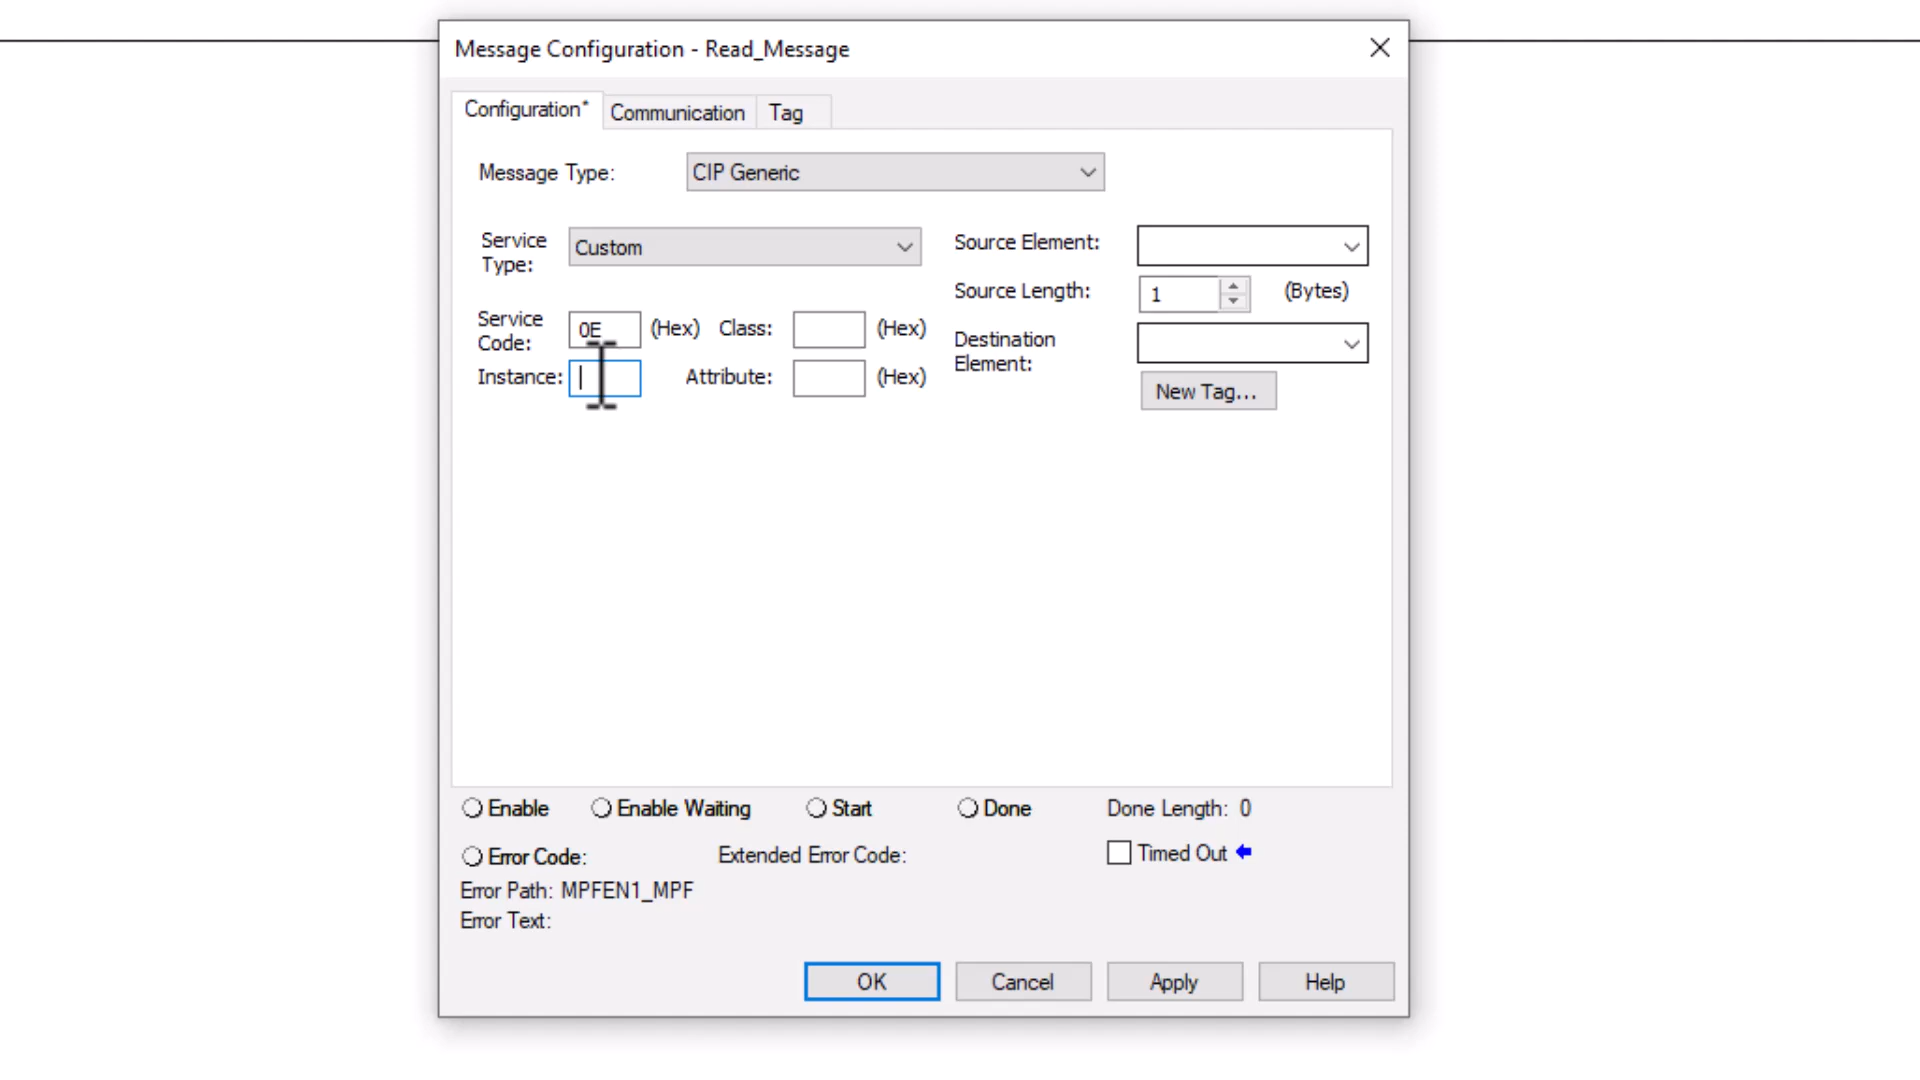 Message Configuration - Read_Message
Configuration* Communication Tag
Message Type: CIP Generic
Service Type: Custom
Source Element:
Source Length: 1 (Bytes)
Service Code: 0E (Hex) Class: (Hex)
Destination Element:
Instance: Attribute: (Hex)
New Tag...
Enable Enable Waiting Start Done Done Length: 0
Error Code: Extended Error Code: Timed Out
Error Path: MPFEN1_MPF
Error Text:
OK Cancel Apply Help